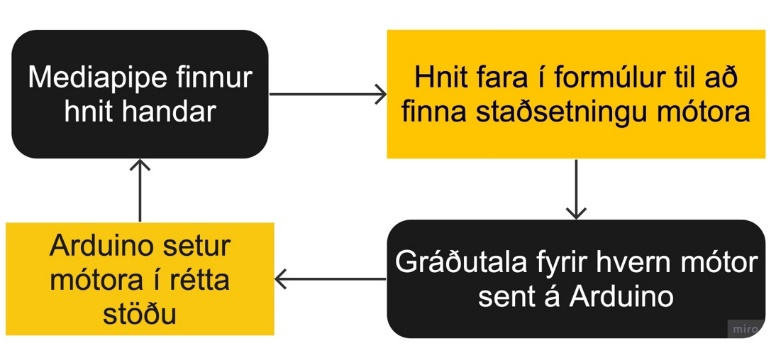 Mediapipe finnur
hnit handar
Hnit fara í formúlur til að
finna staðsetningu mótora
Gráðutala fyrir hvern mótor
sent á Arduino
Arduino setur
mótora í rétta
stöðu
miro